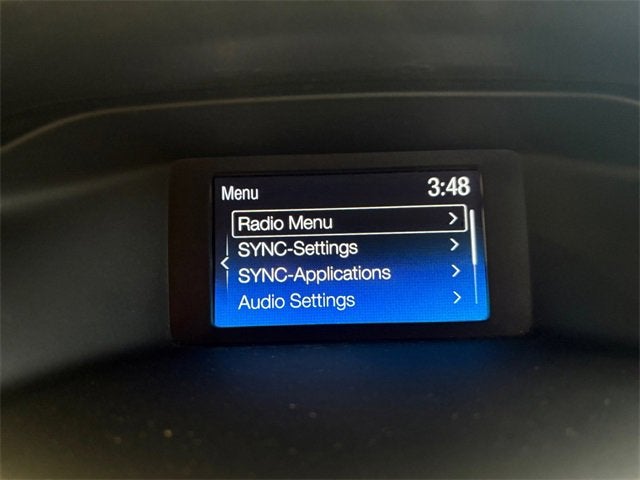 Menu 3:48
Radio Menu
SYNC-Settings
SYNC-Applications
Audio Settings